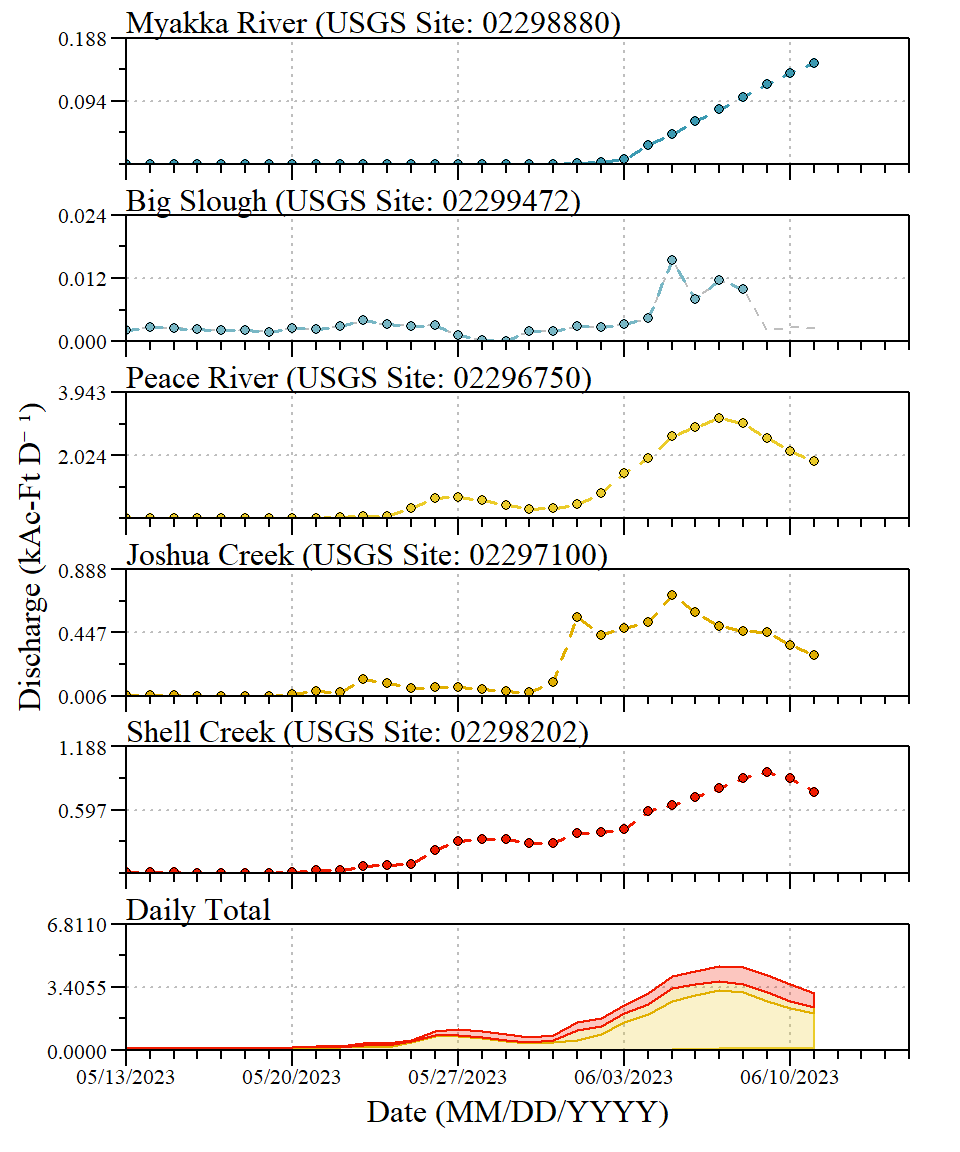 Myakka River (USGS Site: 02298880)
0.188
0.094
Big Slough (USGS Site: 02299472)
0.024
0.012
0.000
Peace River (USGS Site: 02296750)
3.943
2.024
Joshua Creek (USGS Site: 02297100)
0.888
0.447
0.006
Shell Creek (USGS Site: 02298202)
1.188
0.597
Daily Total
6.8110
3.4055
0.0000
05/13/2023 05/20/2023 05/27/2023 06/03/2023 06/10/2023
Date (MM/DD/YYYY)
Discharge (kAc-Ft D⁻¹)